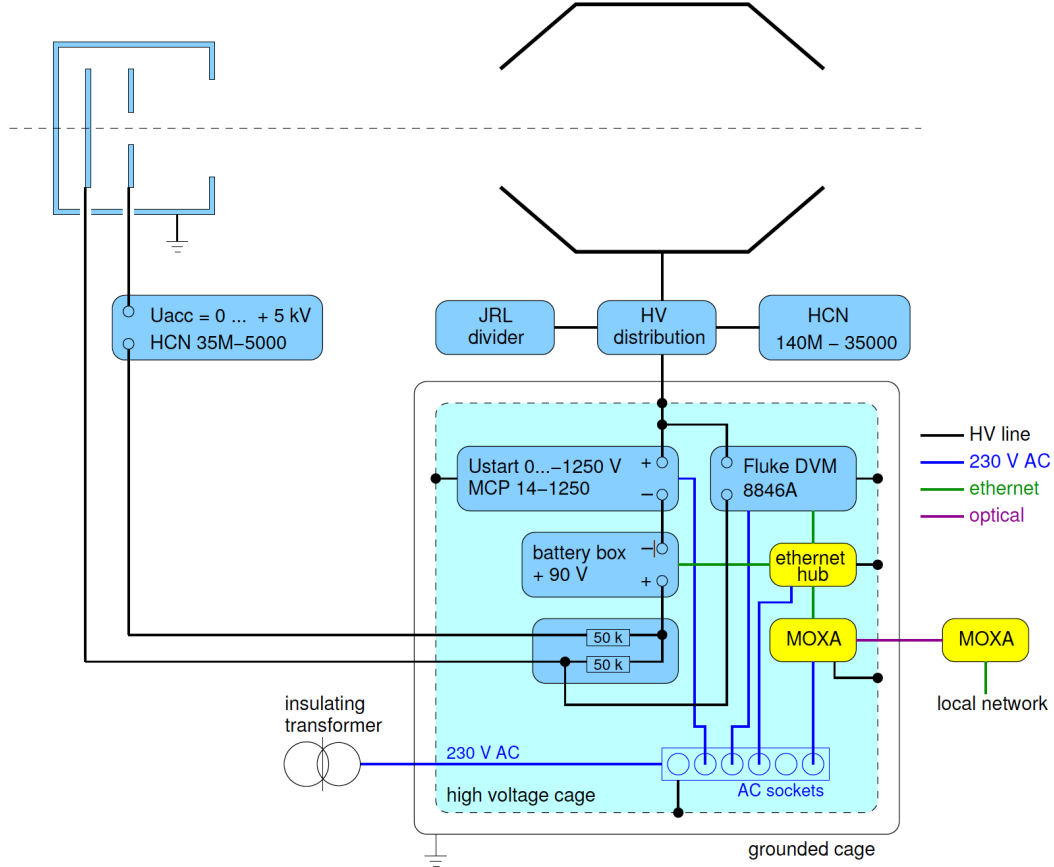 Uacc = 0 ... + 5 kV
HCN 35M−5000
JRL
divider
HV
distribution
HCN
140M − 35000
Ustart 0...−1250 V
MCP 14−1250
+
−
Fluke DVM
8846A
HV line
230 V AC
ethernet
optical
battery box
+ 90 V
−
+
ethernet
hub
50 k
50 k
MOXA
MOXA
local network
insulating
transformer
230 V AC
AC sockets
high voltage cage
grounded cage